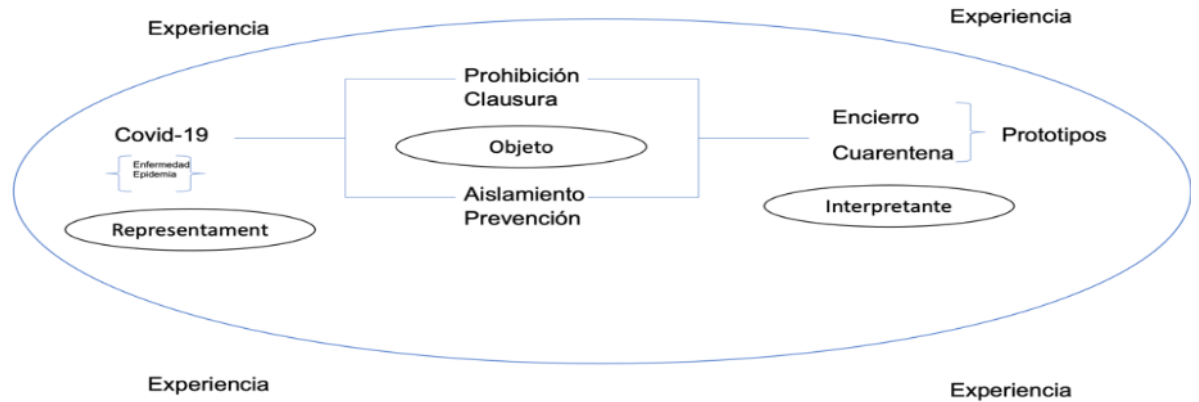 Experiencia
Experiencia
Prohibición
Clausura
Covid-19
Enfermedad
Epidemia
Objeto
Encierro
Cuarentena
Prototipos
Aislamiento
Prevención
Representament
Interpretante
Experiencia
Experiencia